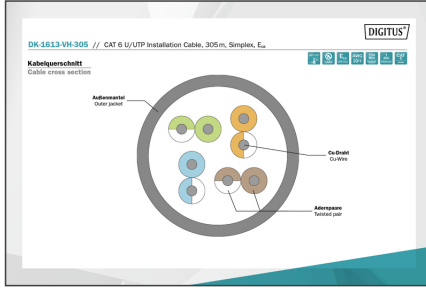 DIGITUS®
DK-1613-VH-305 // CAT 6 U/UTP Installation Cable, 305 m, Simplex, Eca
Kabelquerschnitt
Cable cross section
Außenmantel
Outer jacket
Cu-Draht
Cu-Wire
Adernpaare
Twisted pair